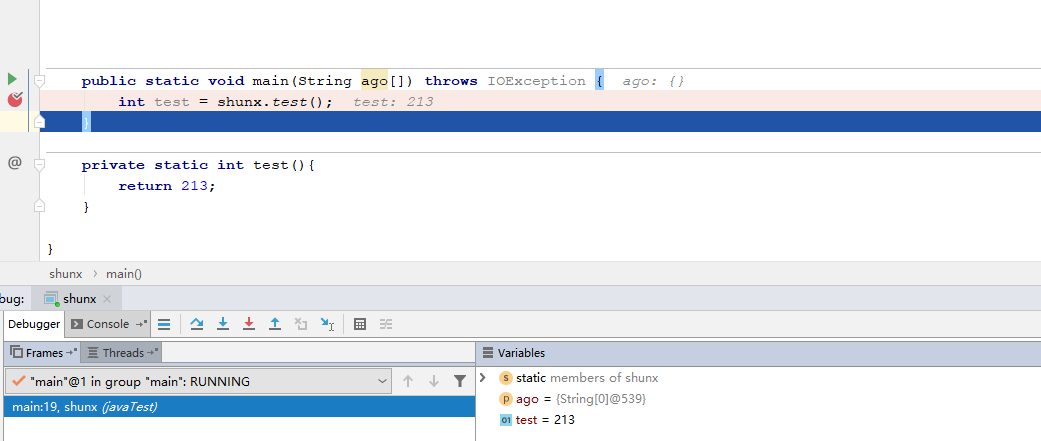 public static void main(String ago[]) throws IOException { ago: {}
int test = shunx.test(); test: 213
}
@
private static int test(){
return 213;
}
}
shunx > main()
bug: shunx ×
Debugger Console
Frames Threads
Variables
"main"@1 in group "main": RUNNING
main:19, shunx (javaTest)
s static members of shunx
p ago = {String[0]@539}
01 test = 213